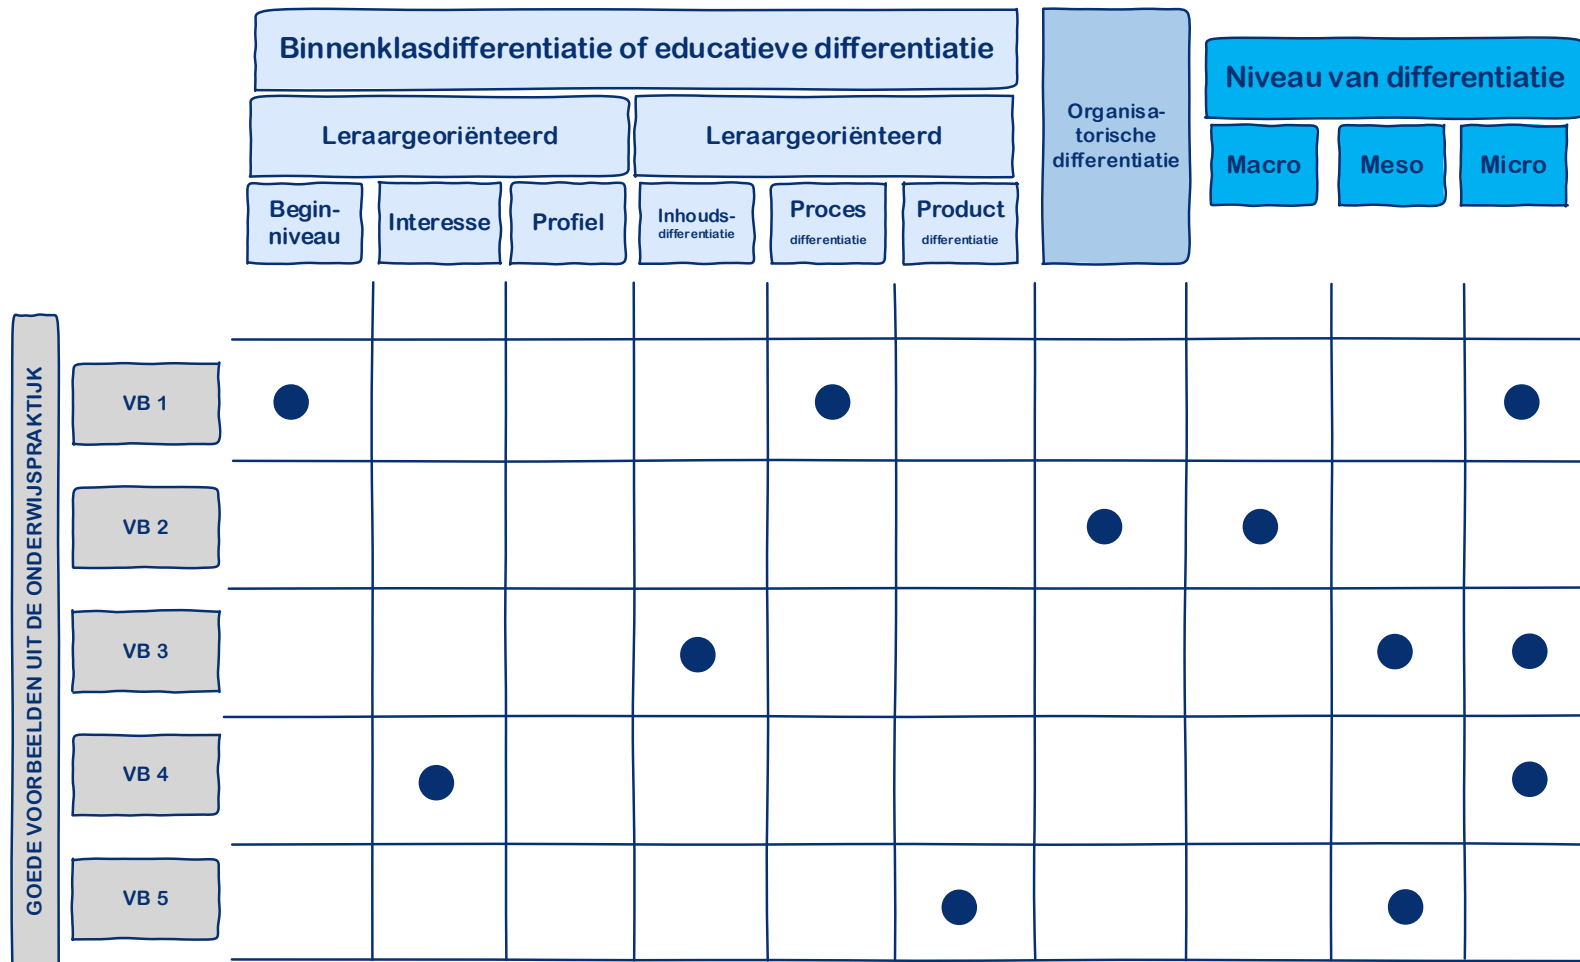 Binnenklasdifferentiatie of educatieve differentiatie
Leraargeoriënteerd
Leraargeoriënteerd
Begin-
niveau
Interesse
Profiel
Inhouds-
differentiatie
Proces
differentiatie
Product
differentiatie
Organisa-
torische
differentiatie
Niveau van differentiatie
Macro
Meso
Micro
GOEDE VOORBEELDEN UIT DE ONDERWIJSPRAKTIJK
VB 1
VB 2
VB 3
VB 4
VB 5